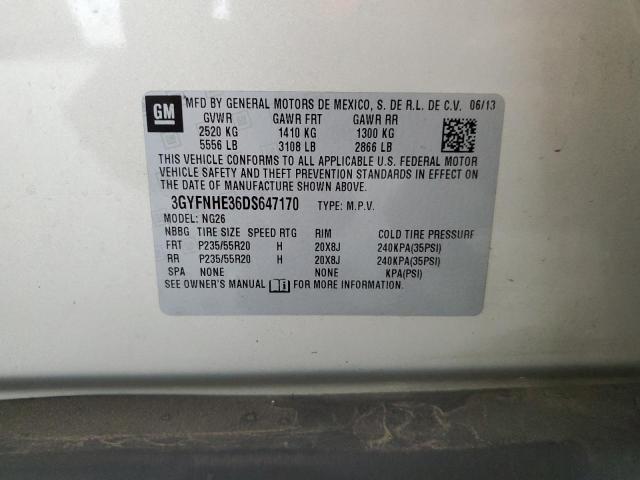 GM
MFD BY GENERAL MOTORS DE MEXICO, S. DE R.L. DE C.V. 06/13
GVWR GAWR FRT GAWR RR
2520 KG 1410 KG 1300 KG
5556 LB 3108 LB 2866 LB
THIS VEHICLE CONFORMS TO ALL APPLICABLE U.S. FEDERAL MOTOR
VEHICLE SAFETY AND THEFT PREVENTION STANDARDS IN EFFECT ON
THE DATE OF MANUFACTURE SHOWN ABOVE.
3GYFNHE36DS647170 TYPE: M.P.V.
MODEL: NG26
NBBG TIRE SIZE SPEED RTG RIM COLD TIRE PRESSURE
FRT P235/55R20 H 20X8J 240KPA(35PSI)
RR P235/55R20 H 20X8J 240KPA(35PSI)
SPA NONE NONE KPA(PSI)
SEE OWNER'S MANUAL FOR MORE INFORMATION.